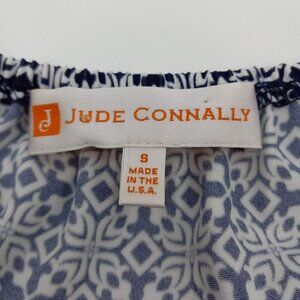 J JUDE CONNALLY
S
MADE
IN THE
U.S.A.